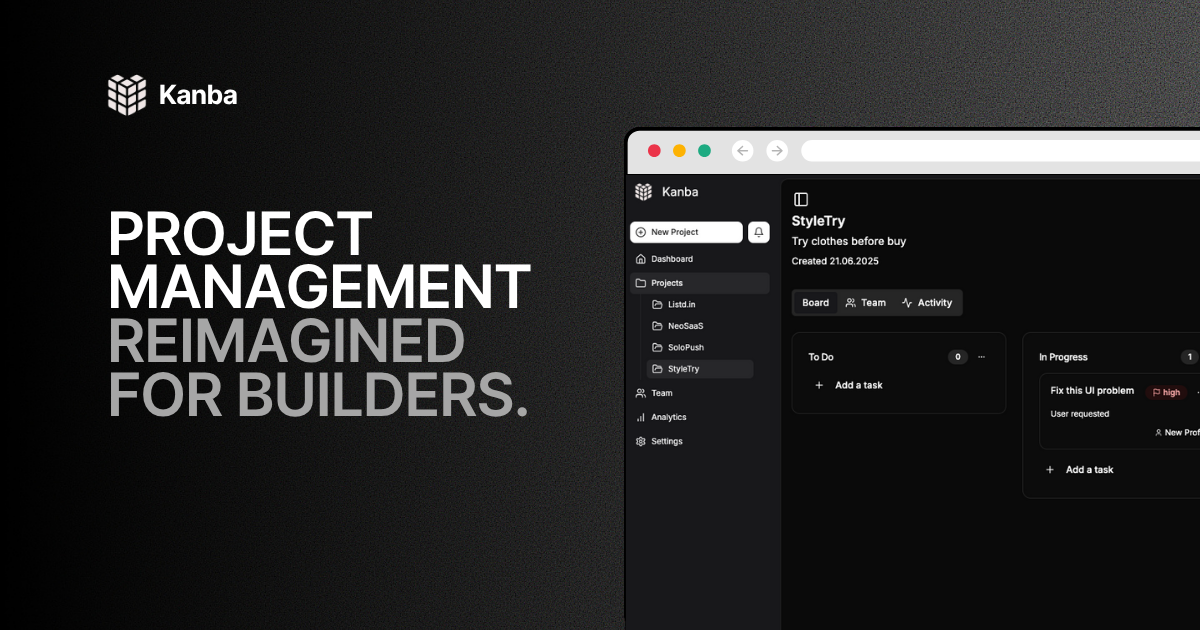 Kanba
PROJECT
MANAGEMENT
REIMAGINED
FOR BUILDERS.
Kanba
New Project
Dashboard
Projects
Listd.in
NeoSaaS
SoloPush
StyleTry
Team
Analytics
Settings
StyleTry
Try clothes before buy
Created 21.06.2025
Board Team Activity
To Do 0
Add a task
In Progress 1
Fix this UI problem high
User requested
New Prof
Add a task